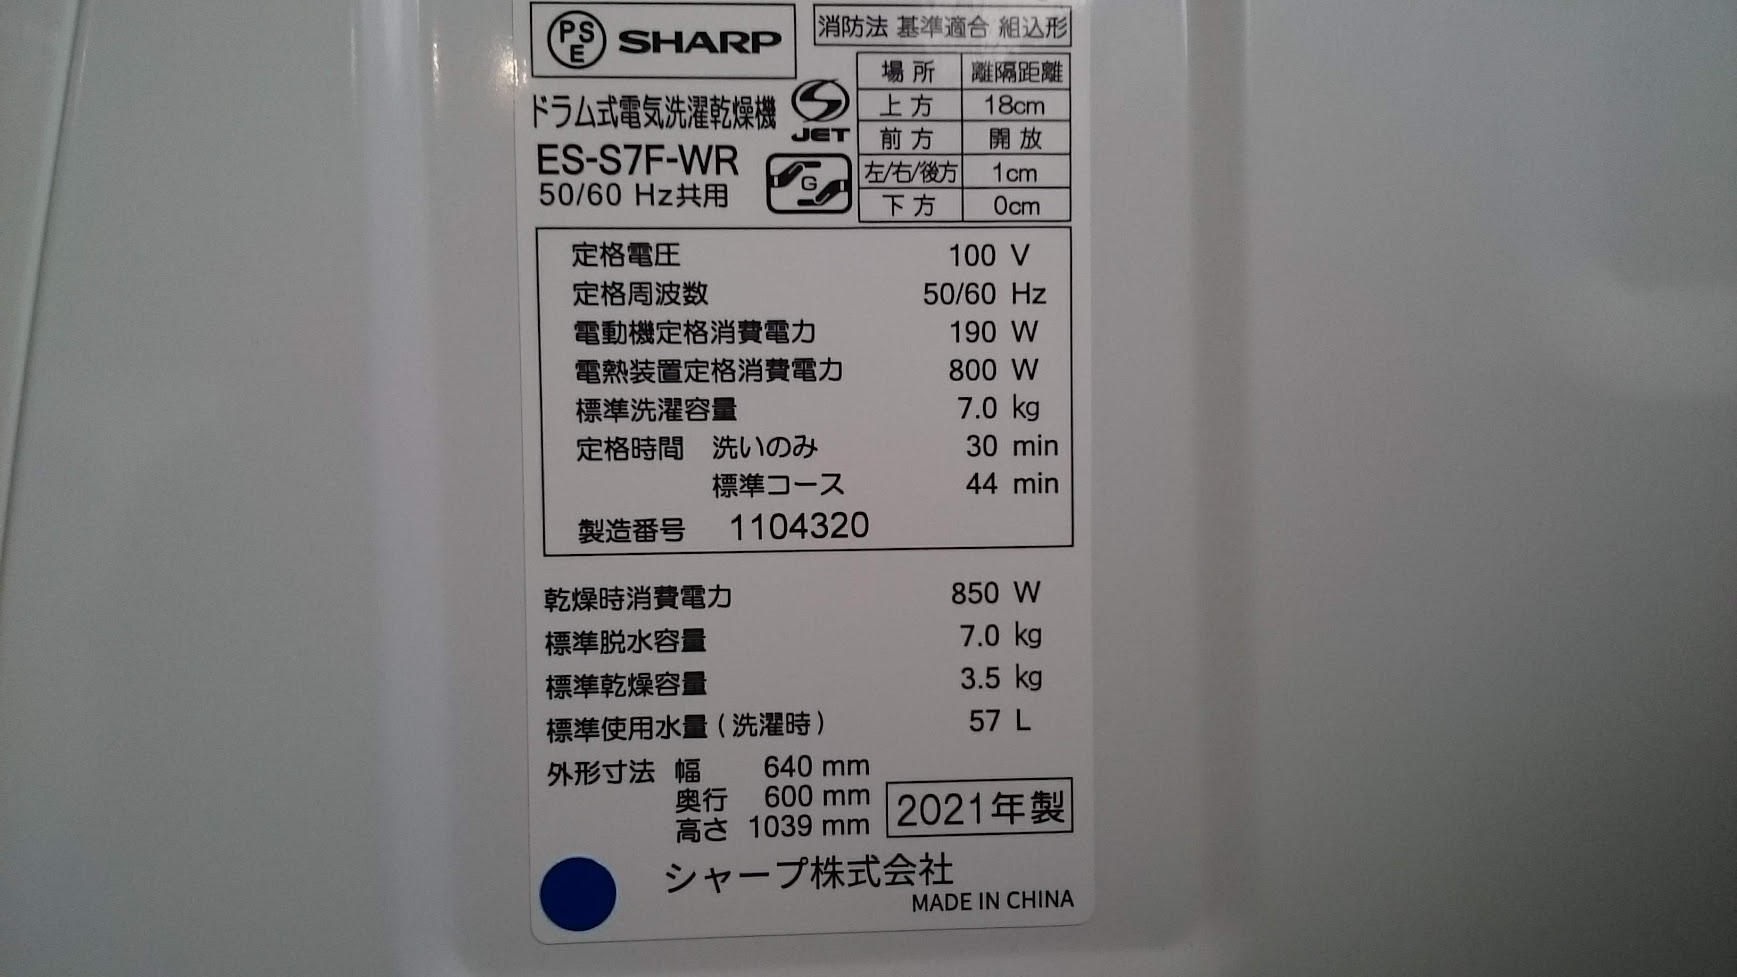 PSE SHARP
消防法 基準適合 組込形
ドラム式電気洗濯乾燥機
JET
ES-S7F-WR
G
50/60 Hz共用
場所 離隔距離
上方 18cm
前方 開放
左/右/後方 1cm
下方 0cm
定格電圧 100 V
定格周波数 50/60 Hz
電動機定格消費電力 190 W
電熱装置定格消費電力 800 W
標準洗濯容量 7.0 kg
定格時間 洗いのみ 30 min
標準コース 44 min
製造番号 1104320
乾燥時消費電力 850 W
標準脱水容量 7.0 kg
標準乾燥容量 3.5 kg
標準使用水量(洗濯時) 57 L
外形寸法 幅 640 mm
奥行 600 mm
高さ 1039 mm
2021年製
シャープ株式会社
MADE IN CHINA